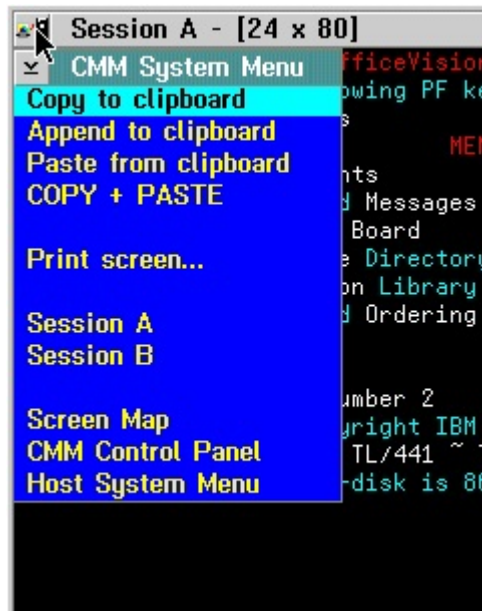 Session A - [24 x 80]
CMM System Menu
Copy to clipboard
Append to clipboard
Paste from clipboard
COPY + PASTE
Print screen...
Session A
Session B
Screen Map
CMM Control Panel
Host System Menu
fficeVision
owing PF ke
s
MEN
nts
d Messages
Board
e Directory
on Library
d Ordering
umber 2
yright IBM
TL/441 ~
-disk is 80